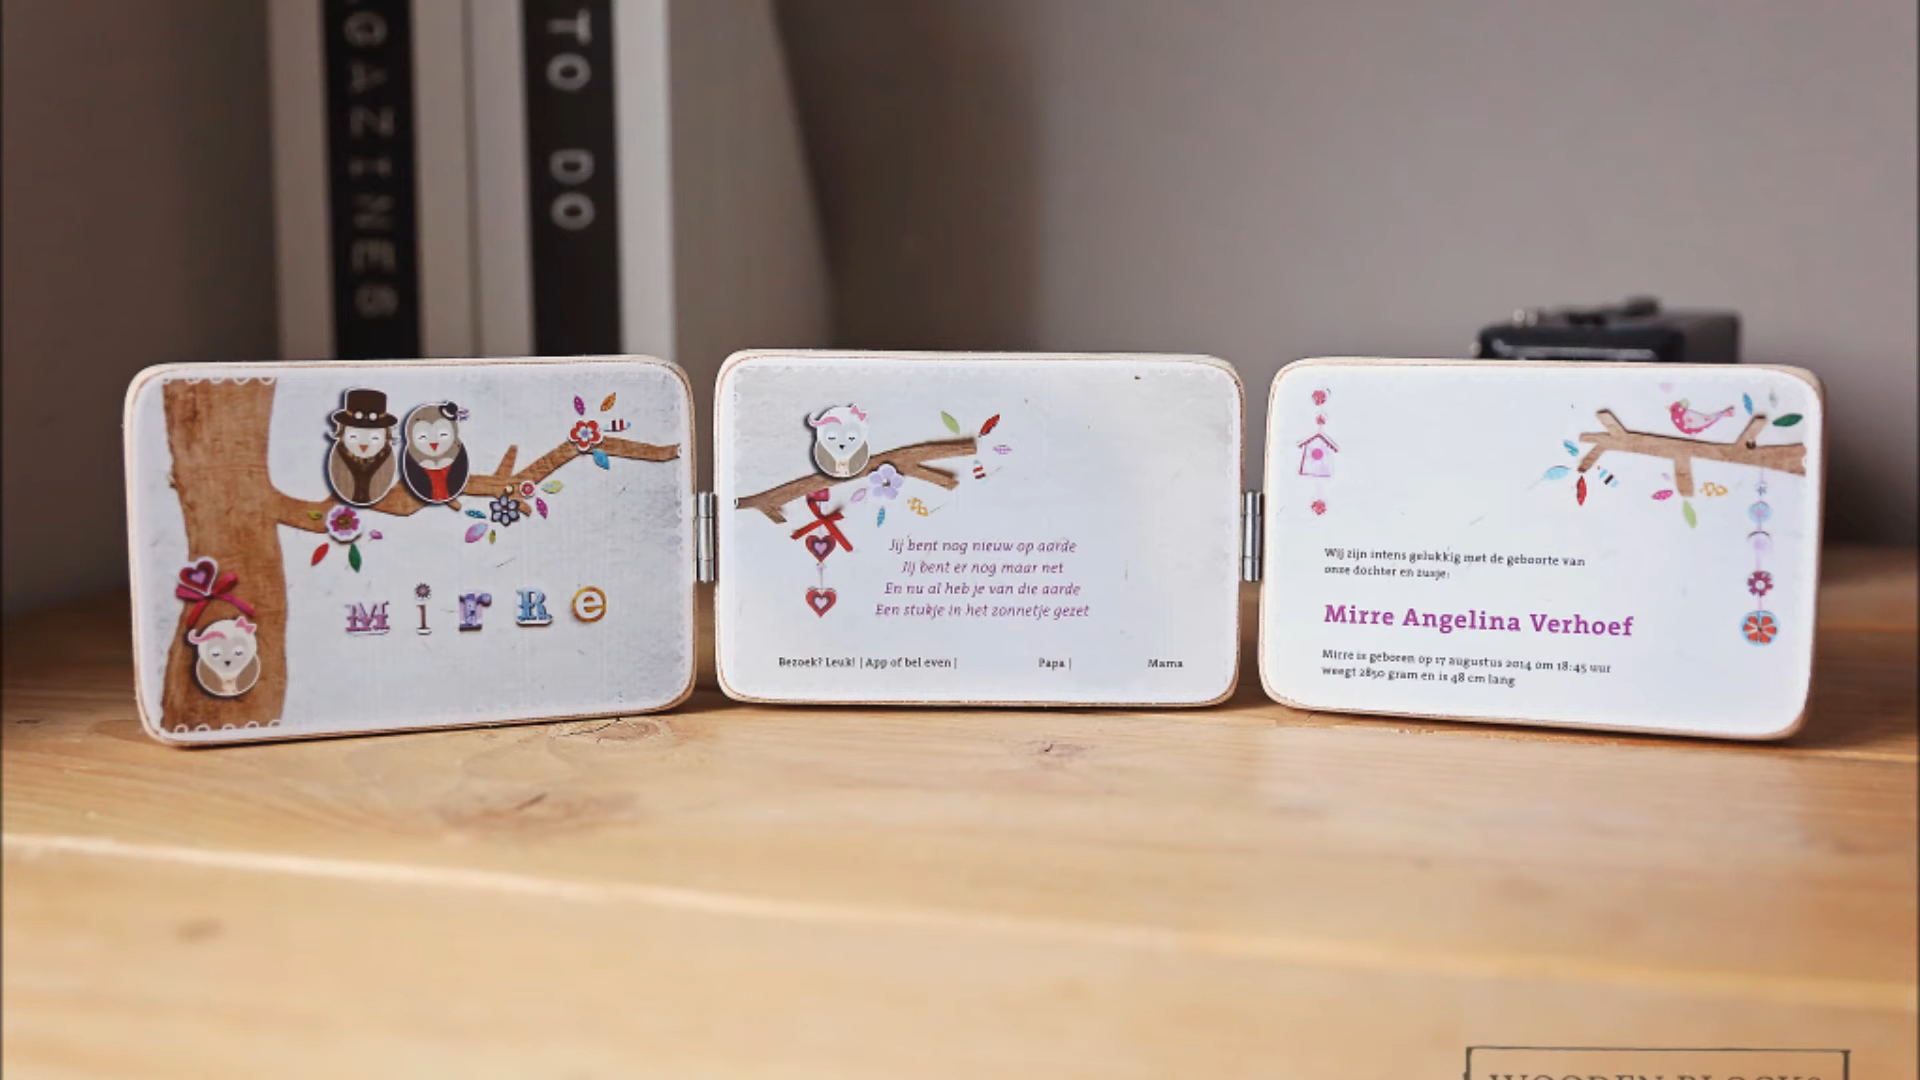 GAZINES
TO DO
MirRe
Jij bent nog nieuw op aarde
Jij bent er nog maar net
En nu al heb je van die aarde
Een stukje in het zonnetje gezet
Bezoek? Leuk! | App of bel even |
Papa |
Mama
Wij zijn intens gelukkig met de geboorte van
onze dochter en zusje:
Mirre Angelina Verhoef
Mirre is geboren op 17 augustus 2014 om 18:45 uur
weegt 2850 gram en is 48 cm lang
WOODEN BLOCKS